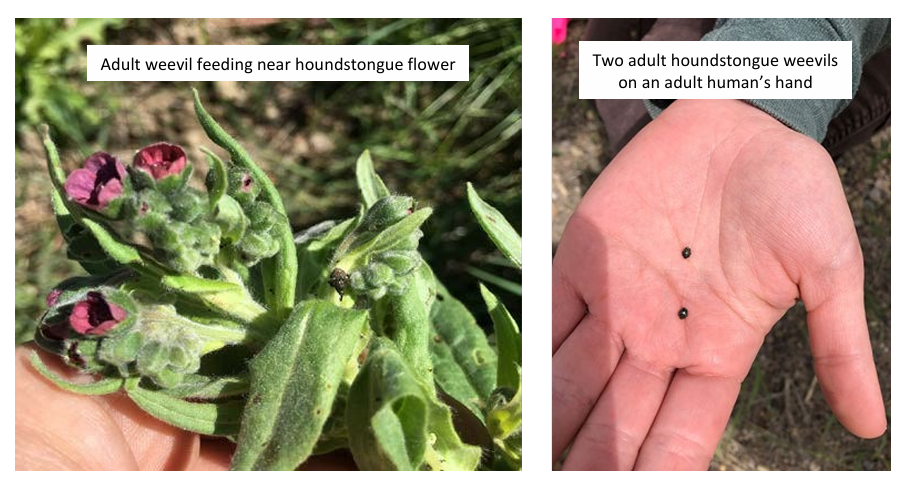 Adult weevil feeding near houndstongue flower
Two adult houndstongue weevils
on an adult human's hand